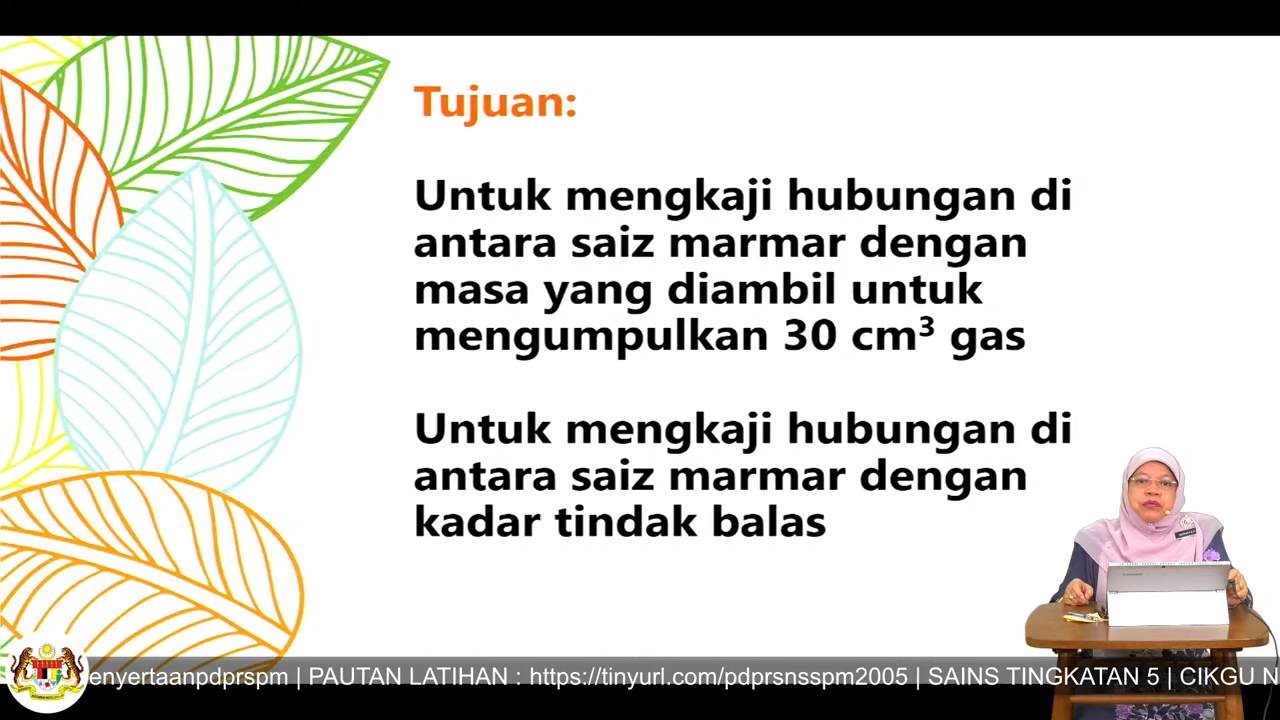 Tujuan:
Untuk mengkaji hubungan di
antara saiz marmar dengan
masa yang diambil untuk
mengumpulkan 30 cm³ gas
Untuk mengkaji hubungan di
antara saiz marmar dengan
kadar tindak balas
enyertaanpdprspm | PAUTAN LATIHAN : https://tinyurl.com/pdprsnsspm2005 | SAINS TINGKATAN 5 | CIKGU N